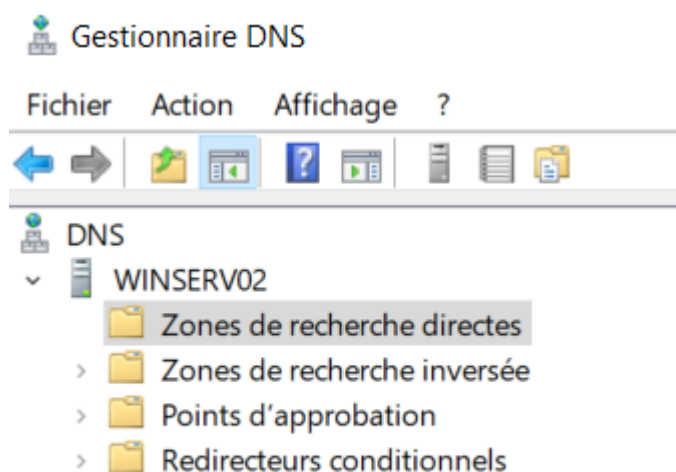 Gestionnaire DNS
Fichier Action Affichage ?
DNS
WINSERV02
Zones de recherche directes
Zones de recherche inversée
Points d'approbation
Redirecteurs conditionnels